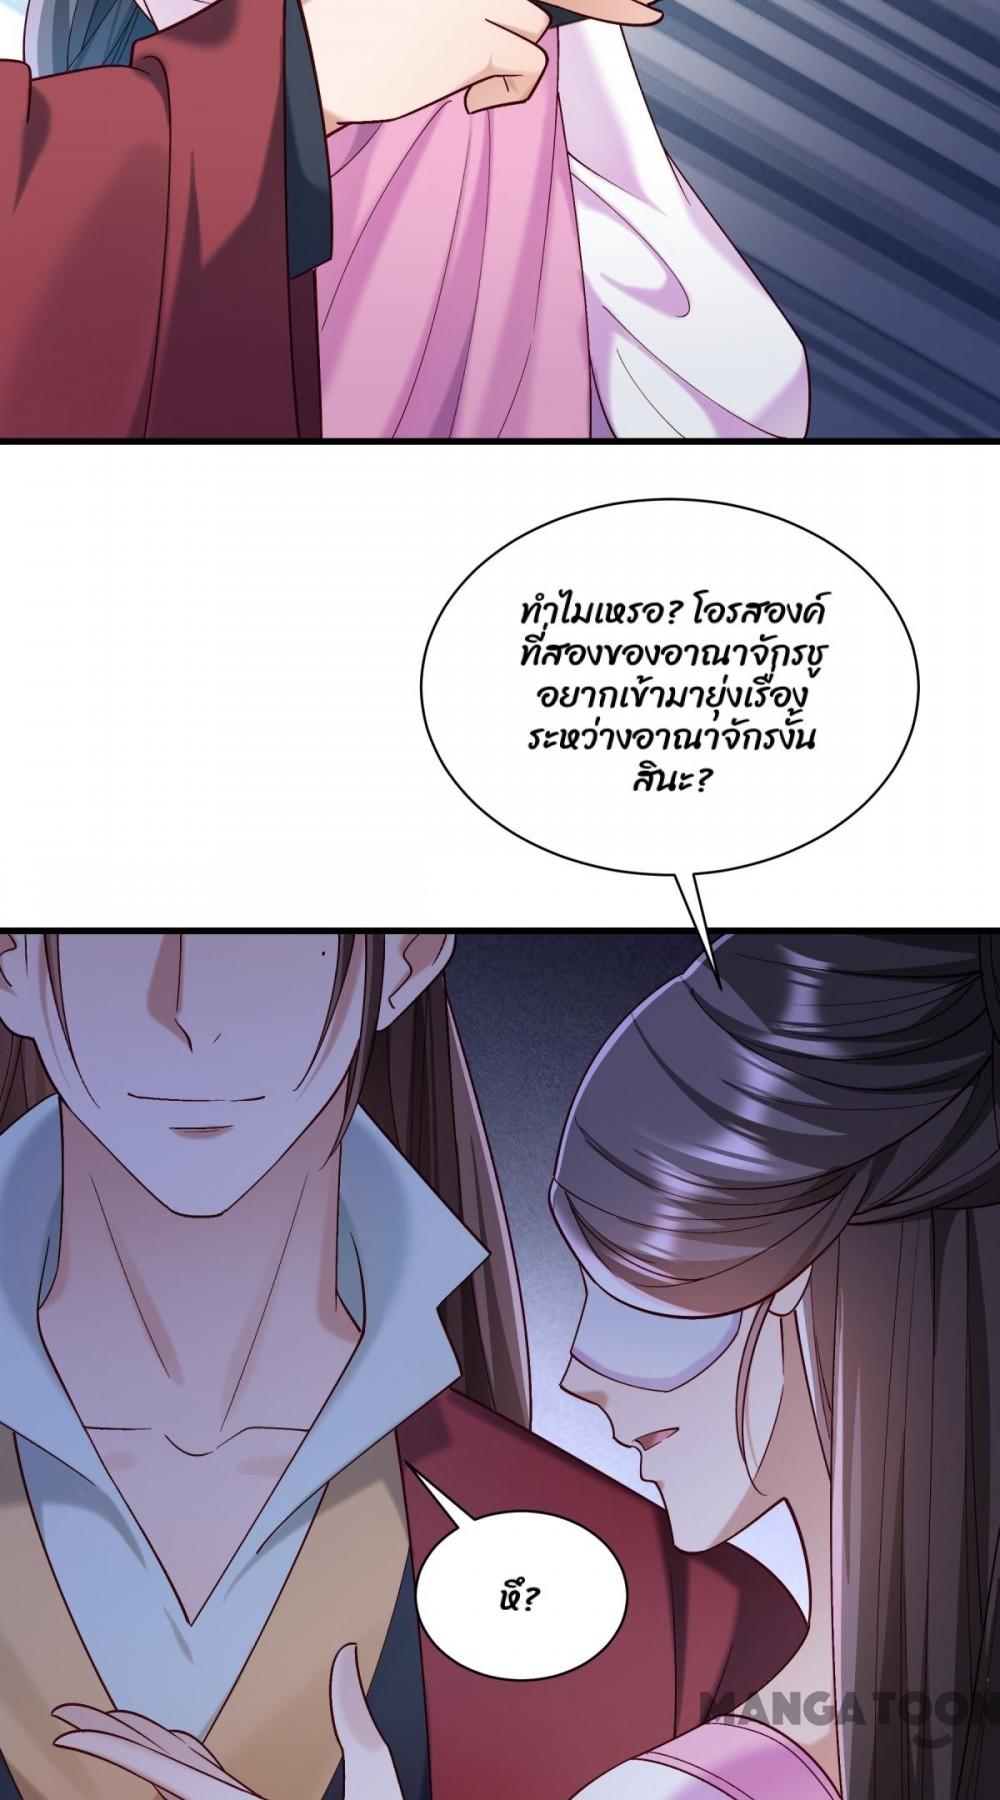 ทำไมเหรอ? โอรสองค์
ที่สองของอาณาจักรชู
อยากเข้ามายุ่งเรื่อง
ระหว่างอาณาจักรงั้น
สินะ?
หึ?
MANGATOON